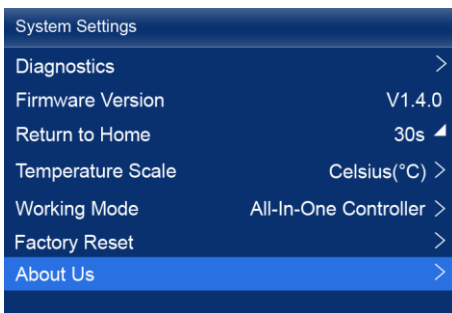 System Settings
Diagnostics >
Firmware Version V1.4.0
Return to Home 30s
Temperature Scale Celsius(°C) >
Working Mode All-In-One Controller >
Factory Reset >
About Us >